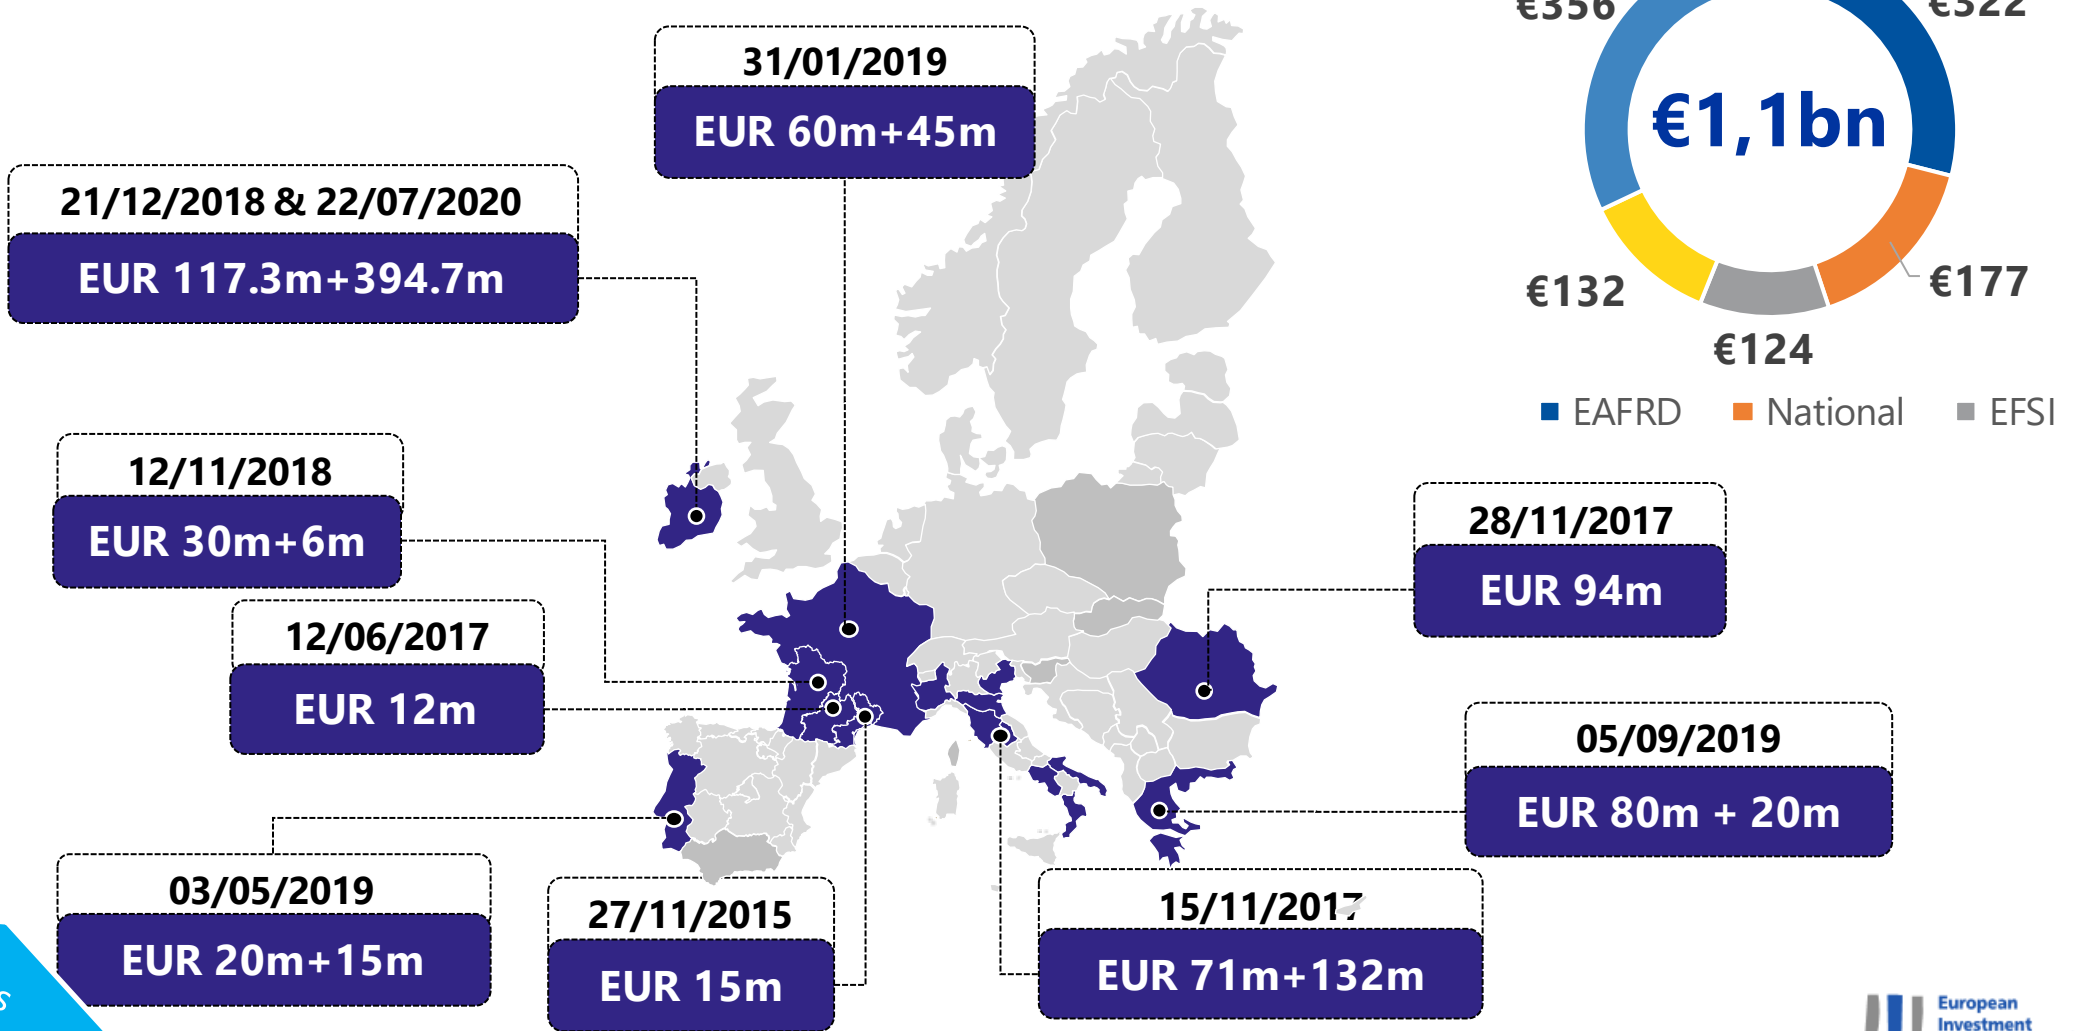 €356
€322
31/01/2019
EUR 60m+45m
€1,1bn
21/12/2018 & 22/07/2020
EUR 117.3m+394.7m
€132
€177
€124
EAFRD
National
EFSI
12/11/2018
EUR 30m+6m
28/11/2017
EUR 94m
12/06/2017
EUR 12m
05/09/2019
EUR 80m + 20m
03/05/2019
EUR 20m+15m
27/11/2015
EUR 15m
15/11/2017
EUR 71m+132m
European
Investment